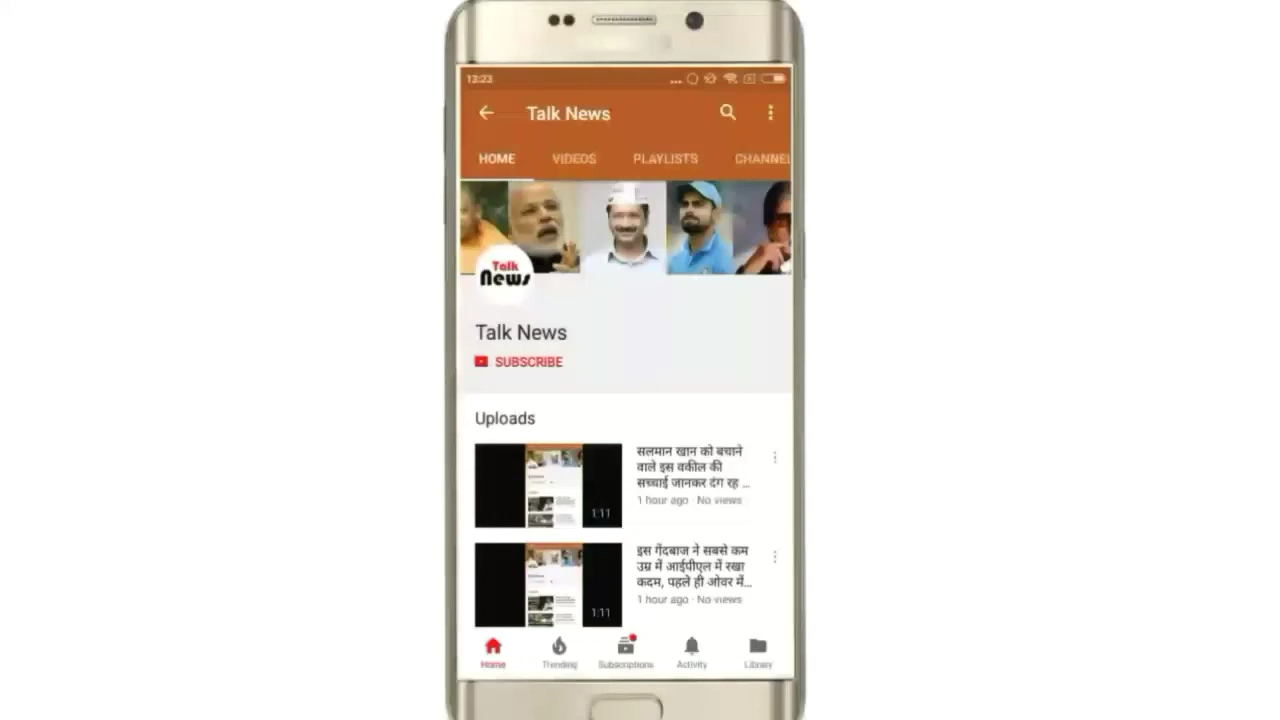 13:23
Talk News
HOME VIDEOS PLAYLISTS CHANNEL
Talk
News
Talk News
SUBSCRIBE
Uploads
सलमान खान को बचाने
वाले इस वकील की
सच्चाई जानकर दंग रह ...
1 hour ago · No views
1:11
इस गेंदबाज ने सबसे कम
उम्र में आईपीएल में रखा
कदम, पहले ही ओवर में...
1 hour ago · No views
1:11
Home Trending Subscriptions Activity Library